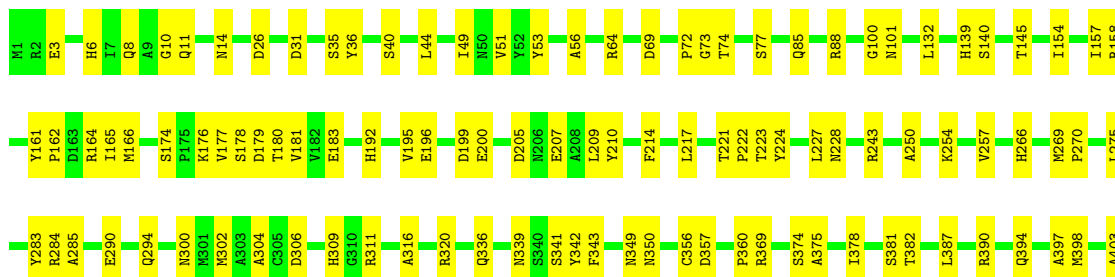 M1 R2 E3 H6 I7 Q8 A9 G10 Q11 N14 D26 D31 S35 Y36 S40 L44 I49 N50 V51 Y52 Y53 A56 R64 D69 P72 G73 T74 S77 Q85 R88 G100 N101 L132 H139 S140 T145 I154 I157
Y161 P162 D163 R164 I165 M166 S174 P175 K176 V177 S178 D179 T180 V181 V182 E183 H192 V195 E196 D199 E200 D205 N206 E207 A208 L209 Y210 F214 L217 T221 P222 T223 Y224 L227 N228 R243 A250 K254 V257 H266 M269 P270
Y283 R284 A285 E290 Q294 N300 M301 M302 A303 A304 C305 D306 H309 G310 R311 A316 R320 Q336 N339 S340 S341 Y342 F343 N349 N350 C356 D357 P360 R369 S374 A375 I378 S381 T382 L387 R390 Q394 A397 M398